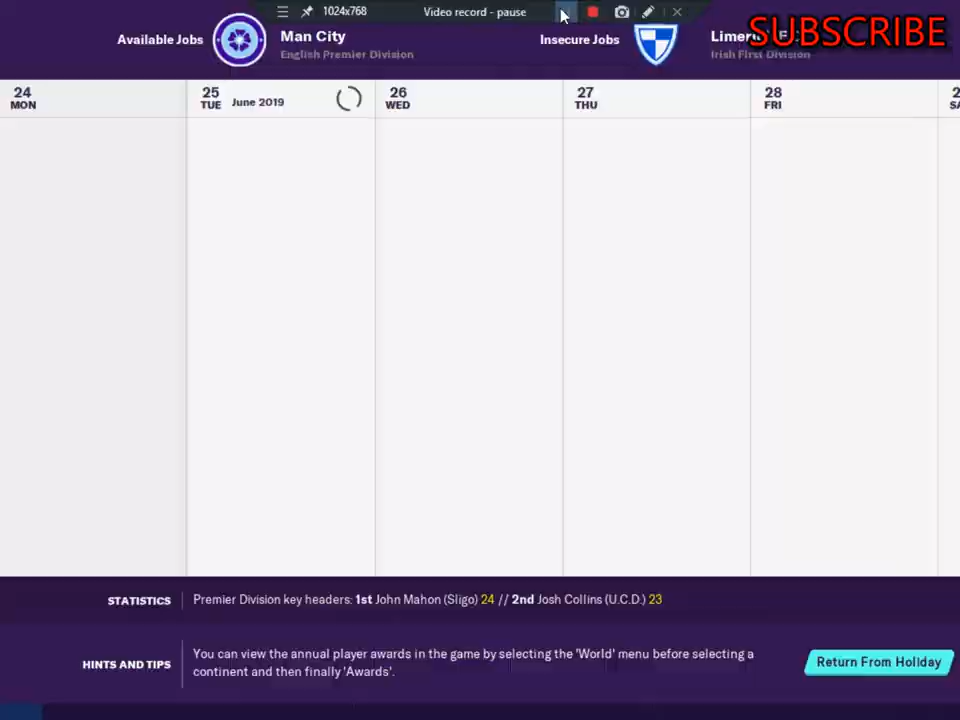 1024x768 Video record - pause
Available Jobs
Man City
English Premier Division
Insecure Jobs
SUBSCRIBE
Irish First Division
24
MON
25
TUE June 2019
26
WED
27
THU
28
FRI
STATISTICS
Premier Division key headers: 1st John Mahon (Sligo) 24 // 2nd Josh Collins (U.C.D.) 23
HINTS AND TIPS
You can view the annual player awards in the game by selecting the 'World' menu before selecting a
continent and then finally 'Awards'.
Return From Holiday